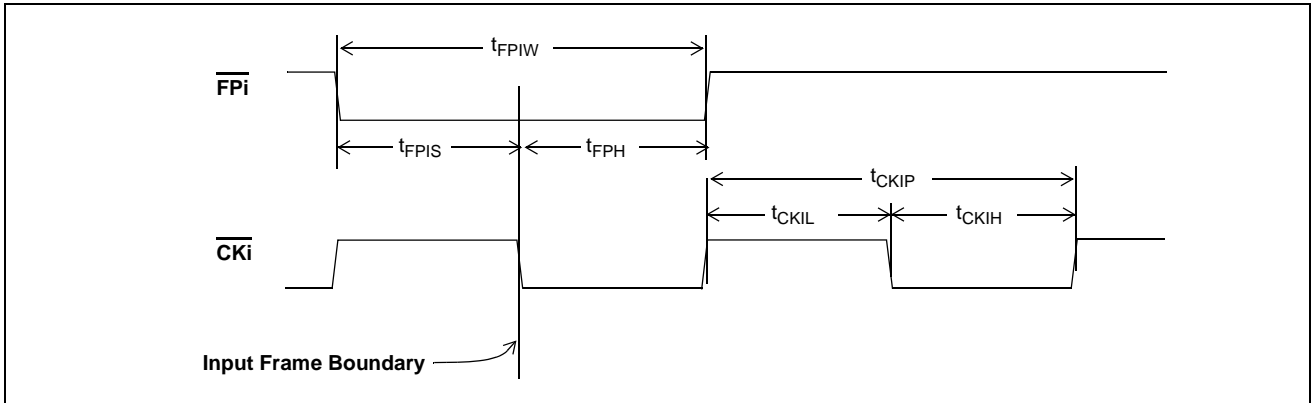 tFPIW
FPi
tFPIS
tFPH
tCKIP
tCKIL
tCKIH
CKi
Input Frame Boundary